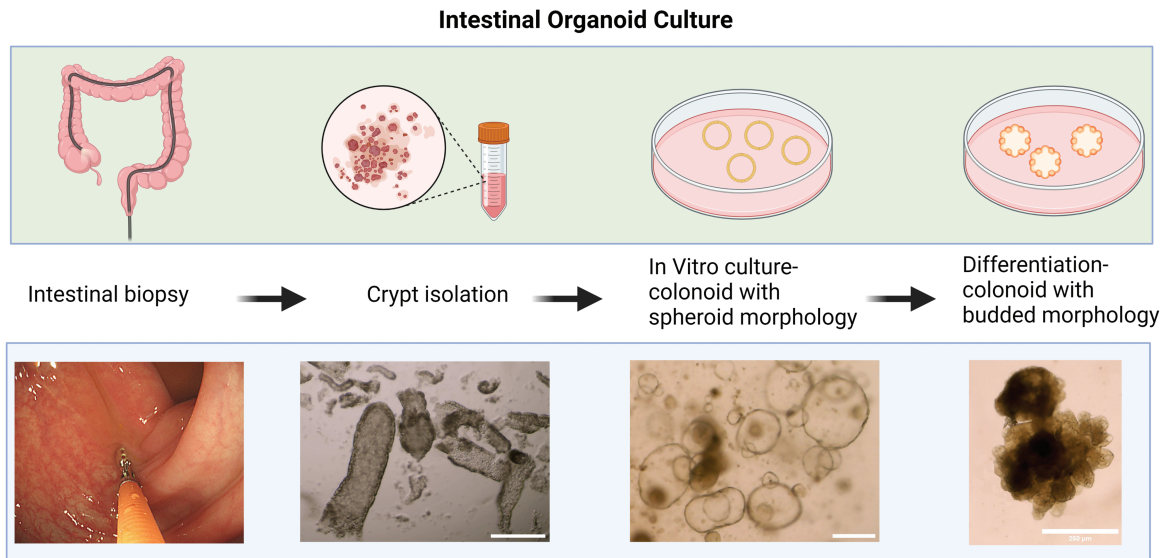 Intestinal Organoid Culture
Intestinal biopsy
Crypt isolation
In Vitro culture-
colonoid with
spheroid morphology
Differentiation-
colonoid with
budded morphology